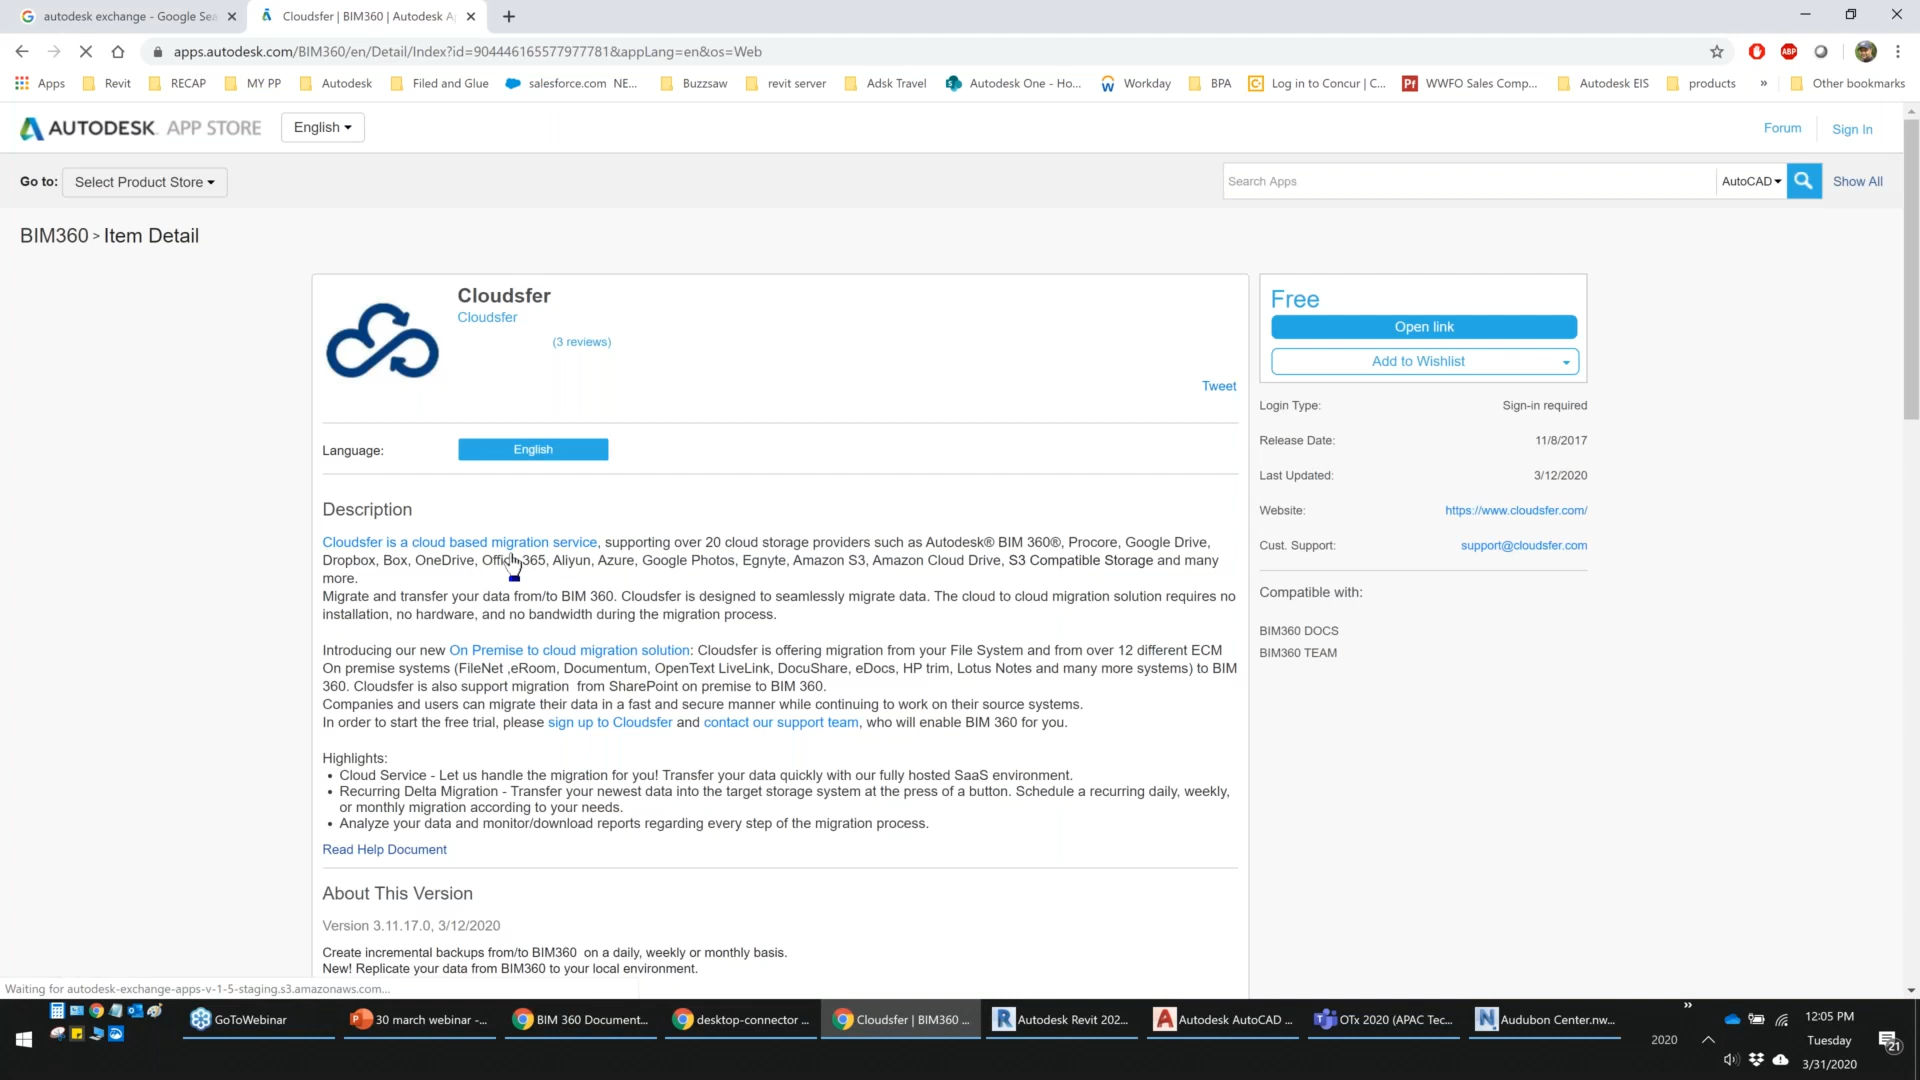 autodesk exchange - Google Sea
Cloudsfer | BIM360 | Autodesk A
apps.autodesk.com/BIM360/en/Detail/Index?id=904446165577977781&appLang=en&os=Web
ABP
Apps
Revit
RECAP
MY PP
Autodesk
Filed and Glue
salesforce.com NE...
Buzzsaw
revit server
Adsk Travel
Autodesk One - Ho...
Workday
BPA
Log in to Concur | C...
WWFO Sales Comp...
Autodesk EIS
products
»
Other bookmarks
AUTODESK. APP STORE
English
Forum
Sign In
Go to:
Select Product Store
Search Apps
AutoCAD
Show All
BIM360 > Item Detail
Cloudsfer
Cloudsfer
(3 reviews)
Tweet
Language:
English
Description
Cloudsfer is a cloud based migration service, supporting over 20 cloud storage providers such as Autodesk® BIM 360®, Procore, Google Drive,
Dropbox, Box, OneDrive, Office 365, Aliyun, Azure, Google Photos, Egnyte, Amazon S3, Amazon Cloud Drive, S3 Compatible Storage and many
more.
Migrate and transfer your data from/to BIM 360. Cloudsfer is designed to seamlessly migrate data. The cloud to cloud migration solution requires no
installation, no hardware, and no bandwidth during the migration process.
Introducing our new On Premise to cloud migration solution: Cloudsfer is offering migration from your File System and from over 12 different ECM
On premise systems (FileNet ,eRoom, Documentum, OpenText LiveLink, DocuShare, eDocs, HP trim, Lotus Notes and many more systems) to BIM
360. Cloudsfer is also support migration  from SharePoint on premise to BIM 360.
Companies and users can migrate their data in a fast and secure manner while continuing to work on their source systems.
In order to start the free trial, please sign up to Cloudsfer and contact our support team, who will enable BIM 360 for you.
Highlights:
• Cloud Service - Let us handle the migration for you! Transfer your data quickly with our fully hosted SaaS environment.
• Recurring Delta Migration - Transfer your newest data into the target storage system at the press of a button. Schedule a recurring daily, weekly,
or monthly migration according to your needs.
• Analyze your data and monitor/download reports regarding every step of the migration process.
Read Help Document
About This Version
Version 3.11.17.0, 3/12/2020
Create incremental backups from/to BIM360  on a daily, weekly or monthly basis.
New! Replicate your data from BIM360 to your local environment.
Free
Open link
Add to Wishlist
Login Type: Sign-in required
Release Date: 11/8/2017
Last Updated: 3/12/2020
Website: https://www.cloudsfer.com/
Cust. Support: support@cloudsfer.com
Compatible with:
BIM360 DOCS
BIM360 TEAM
Waiting for autodesk-exchange-apps-v-1-5-staging.s3.amazonaws.com...
GoToWebinar
30 march webinar -...
BIM 360 Document...
desktop-connector ...
Cloudsfer | BIM360 ...
Autodesk Revit 202...
Autodesk AutoCAD ...
OTx 2020 (APAC Tec...
Audubon Center.nw...
»
2020
12:05 PM
Tuesday
3/31/2020
21